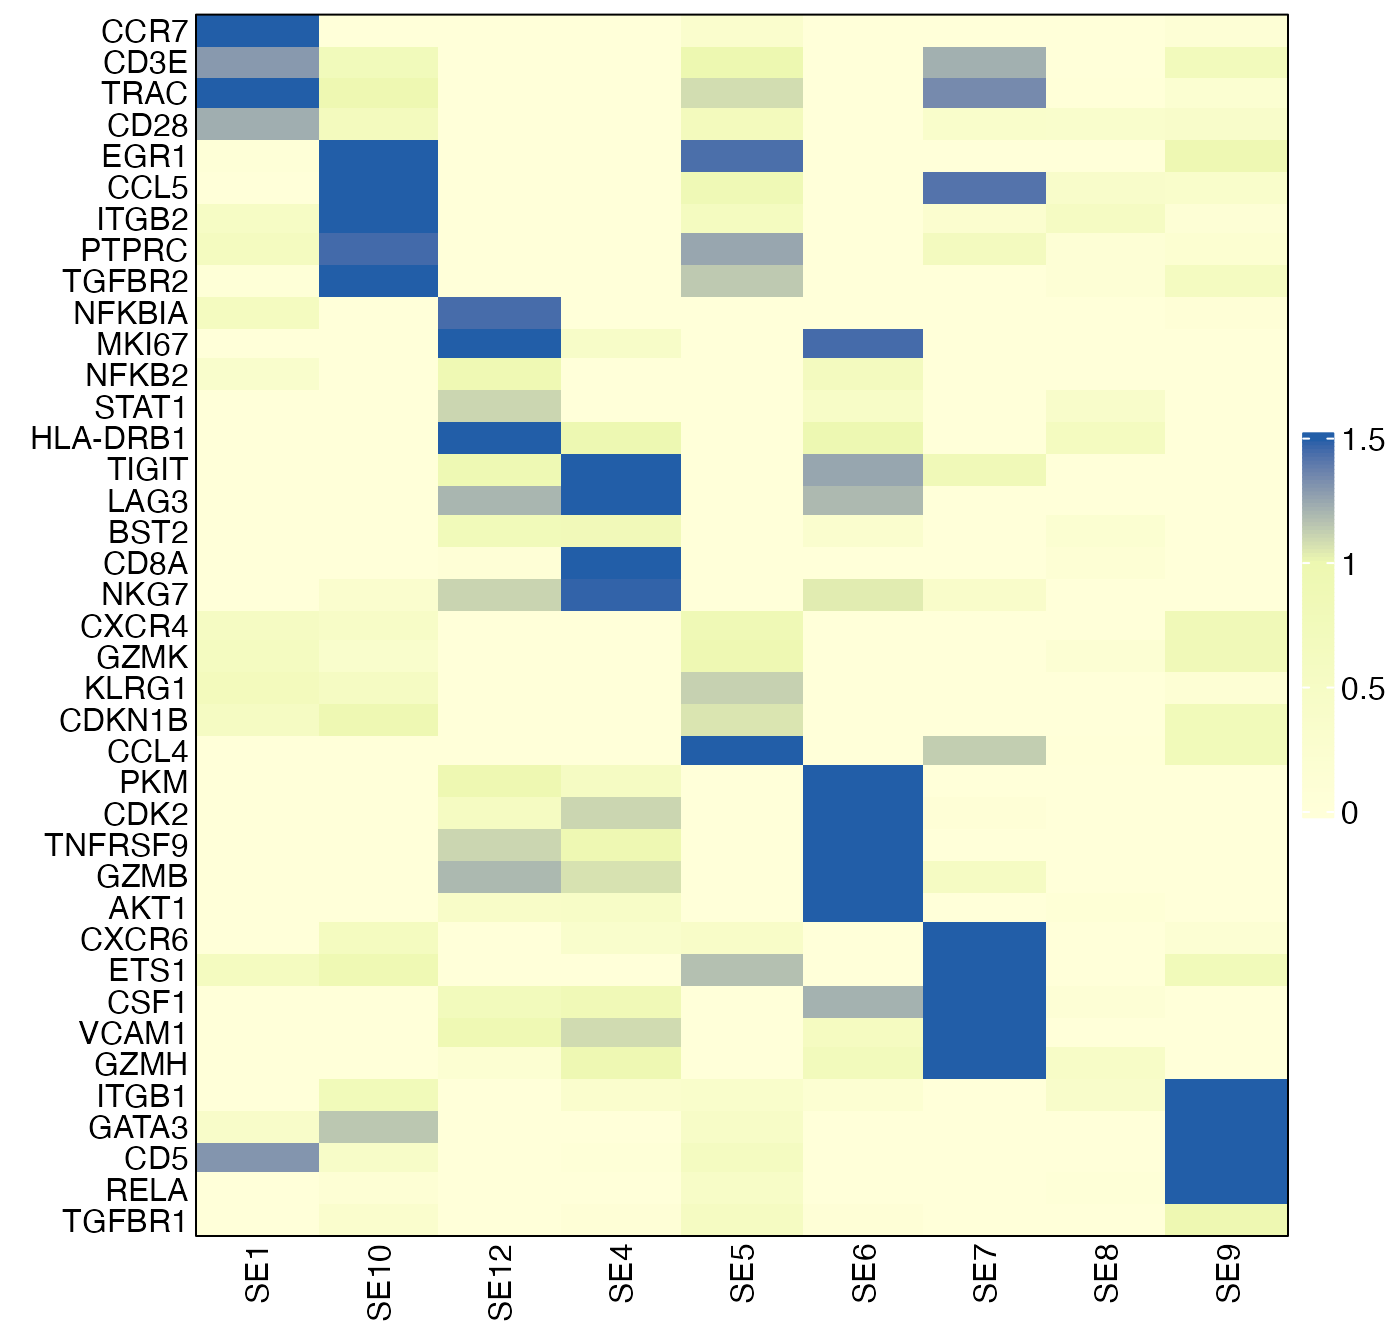 CCR7
CD3E
TRAC
CD28
EGR1
CCL5
ITGB2
PTPRC
TGFBR2
NFKBIA
MKI67
NFKB2
STAT1
HLA-DRB1
TIGIT
LAG3
BST2
CD8A
NKG7
CXCR4
GZMK
KLRG1
CDKN1B
CCL4
PKM
CDK2
TNFRSF9
GZMB
AKT1
CXCR6
ETS1
CSF1
VCAM1
GZMH
ITGB1
GATA3
CD5
RELA
TGFBR1
SE1 SE10 SE12 SE4 SE5 SE6 SE7 SE8 SE9
1.5
1
0.5
0